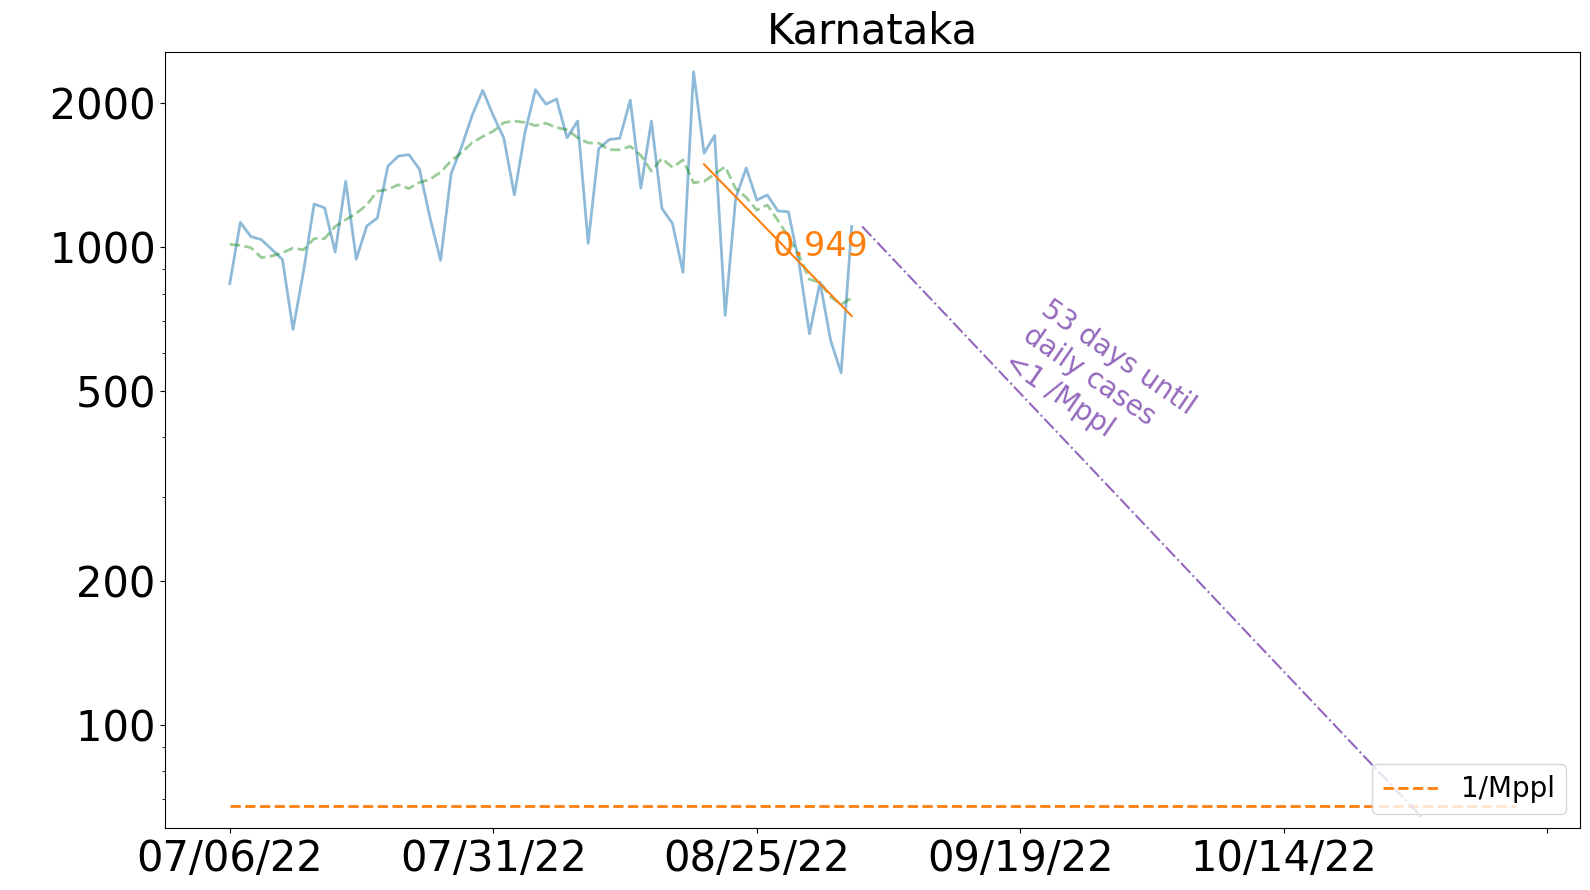 Karnataka
2000
1000
500
200
100
0.949
53 days until
daily cases
<1 /Mppl
1/Mppl
07/06/22
07/31/22
08/25/22
09/19/22
10/14/22